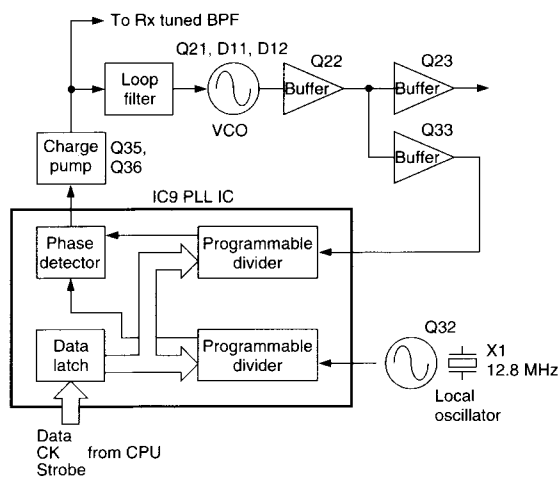 To Rx tuned BPF
Q21, D11, D12
Q22
Q23
Loop
filter
Buffer
Buffer
VCO
Q33
Charge
pump
Q35,
Q36
Buffer
IC9 PLL IC
Phase
detector
Programmable
divider
Q32
Data
latch
Programmable
divider
X1
12.8 MHz
Local
oscillator
Data
CK from CPU
Strobe